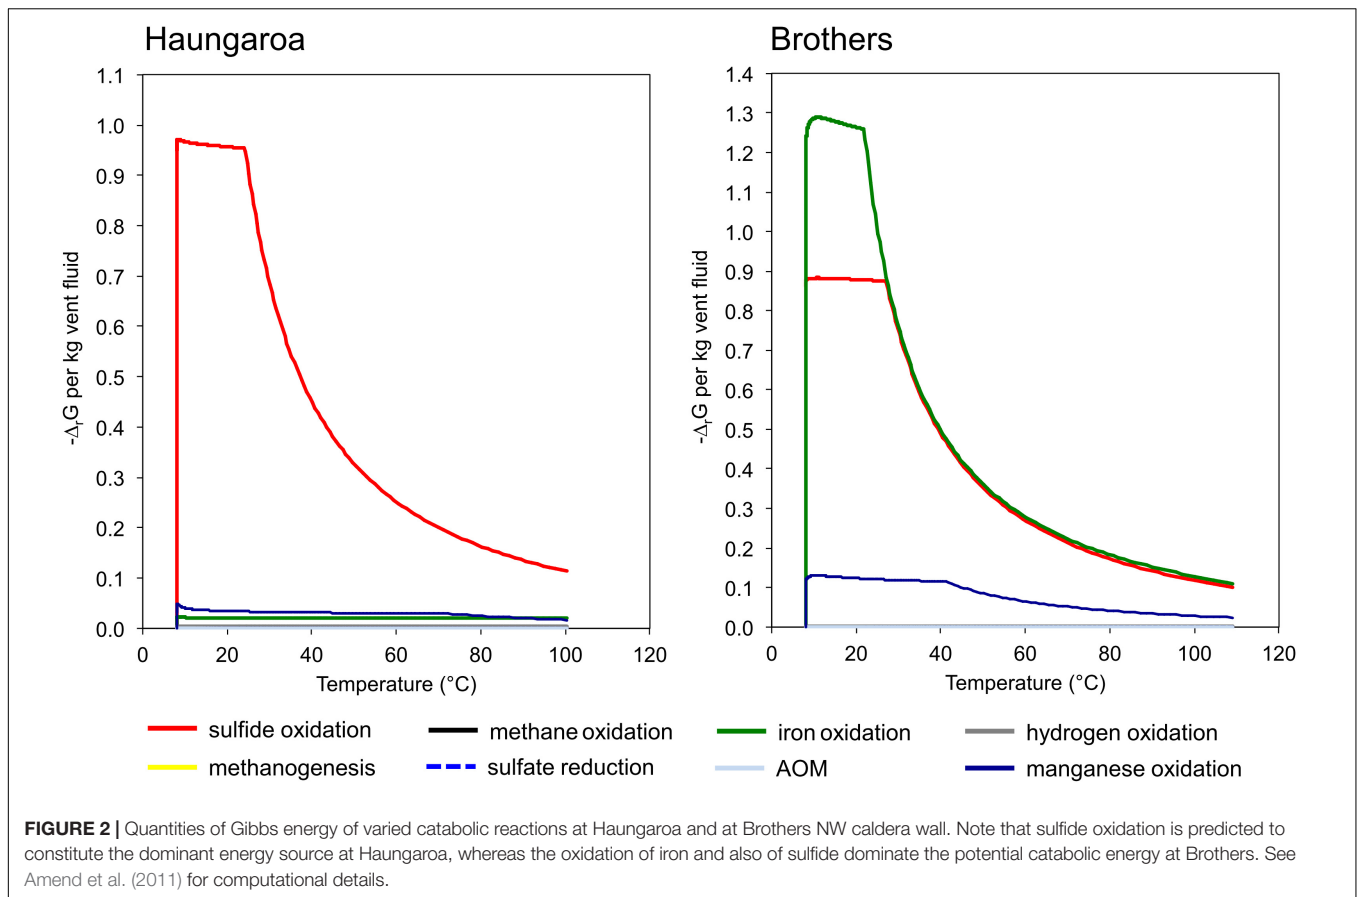 Haungaroa
Brothers
1.1
1.0
0.9
0.8
0.7
0.6
0.5
0.4
0.3
0.2
0.1
0.0
-ΔrG per kg vent fluid
0 20 40 60 80 100 120
Temperature (°C)
1.4
1.3
1.2
1.1
1.0
0.9
0.8
0.7
0.6
0.5
0.4
0.3
0.2
0.1
0.0
-ΔrG per kg vent fluid
0 20 40 60 80 100 120
Temperature (°C)
sulfide oxidation methane oxidation iron oxidation hydrogen oxidation
methanogenesis sulfate reduction AOM manganese oxidation
FIGURE 2 | Quantities of Gibbs energy of varied catabolic reactions at Haungaroa and at Brothers NW caldera wall. Note that sulfide oxidation is predicted to
constitute the dominant energy source at Haungaroa, whereas the oxidation of iron and also of sulfide dominate the potential catabolic energy at Brothers. See
Amend et al. (2011) for computational details.